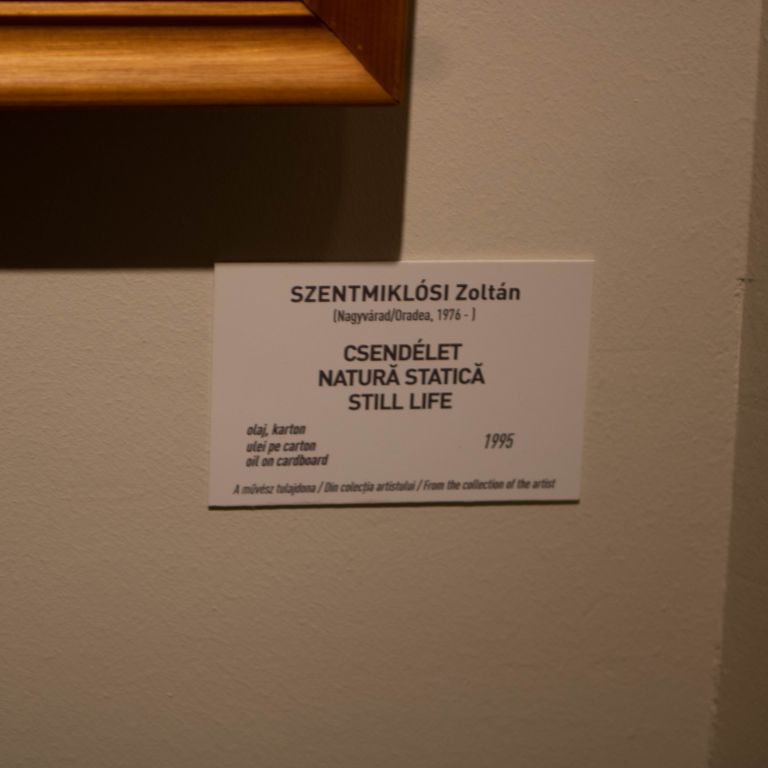 SZENTMIKLÓSI Zoltán
(Nagyvárad/Oradea, 1976 - )
CSENDÉLET
NATURĂ STATICĂ
STILL LIFE
olaj, karton
ulei pe carton
oil on cardboard
1995
A művész tulajdona / Din colecția artistului / From the collection of the artist